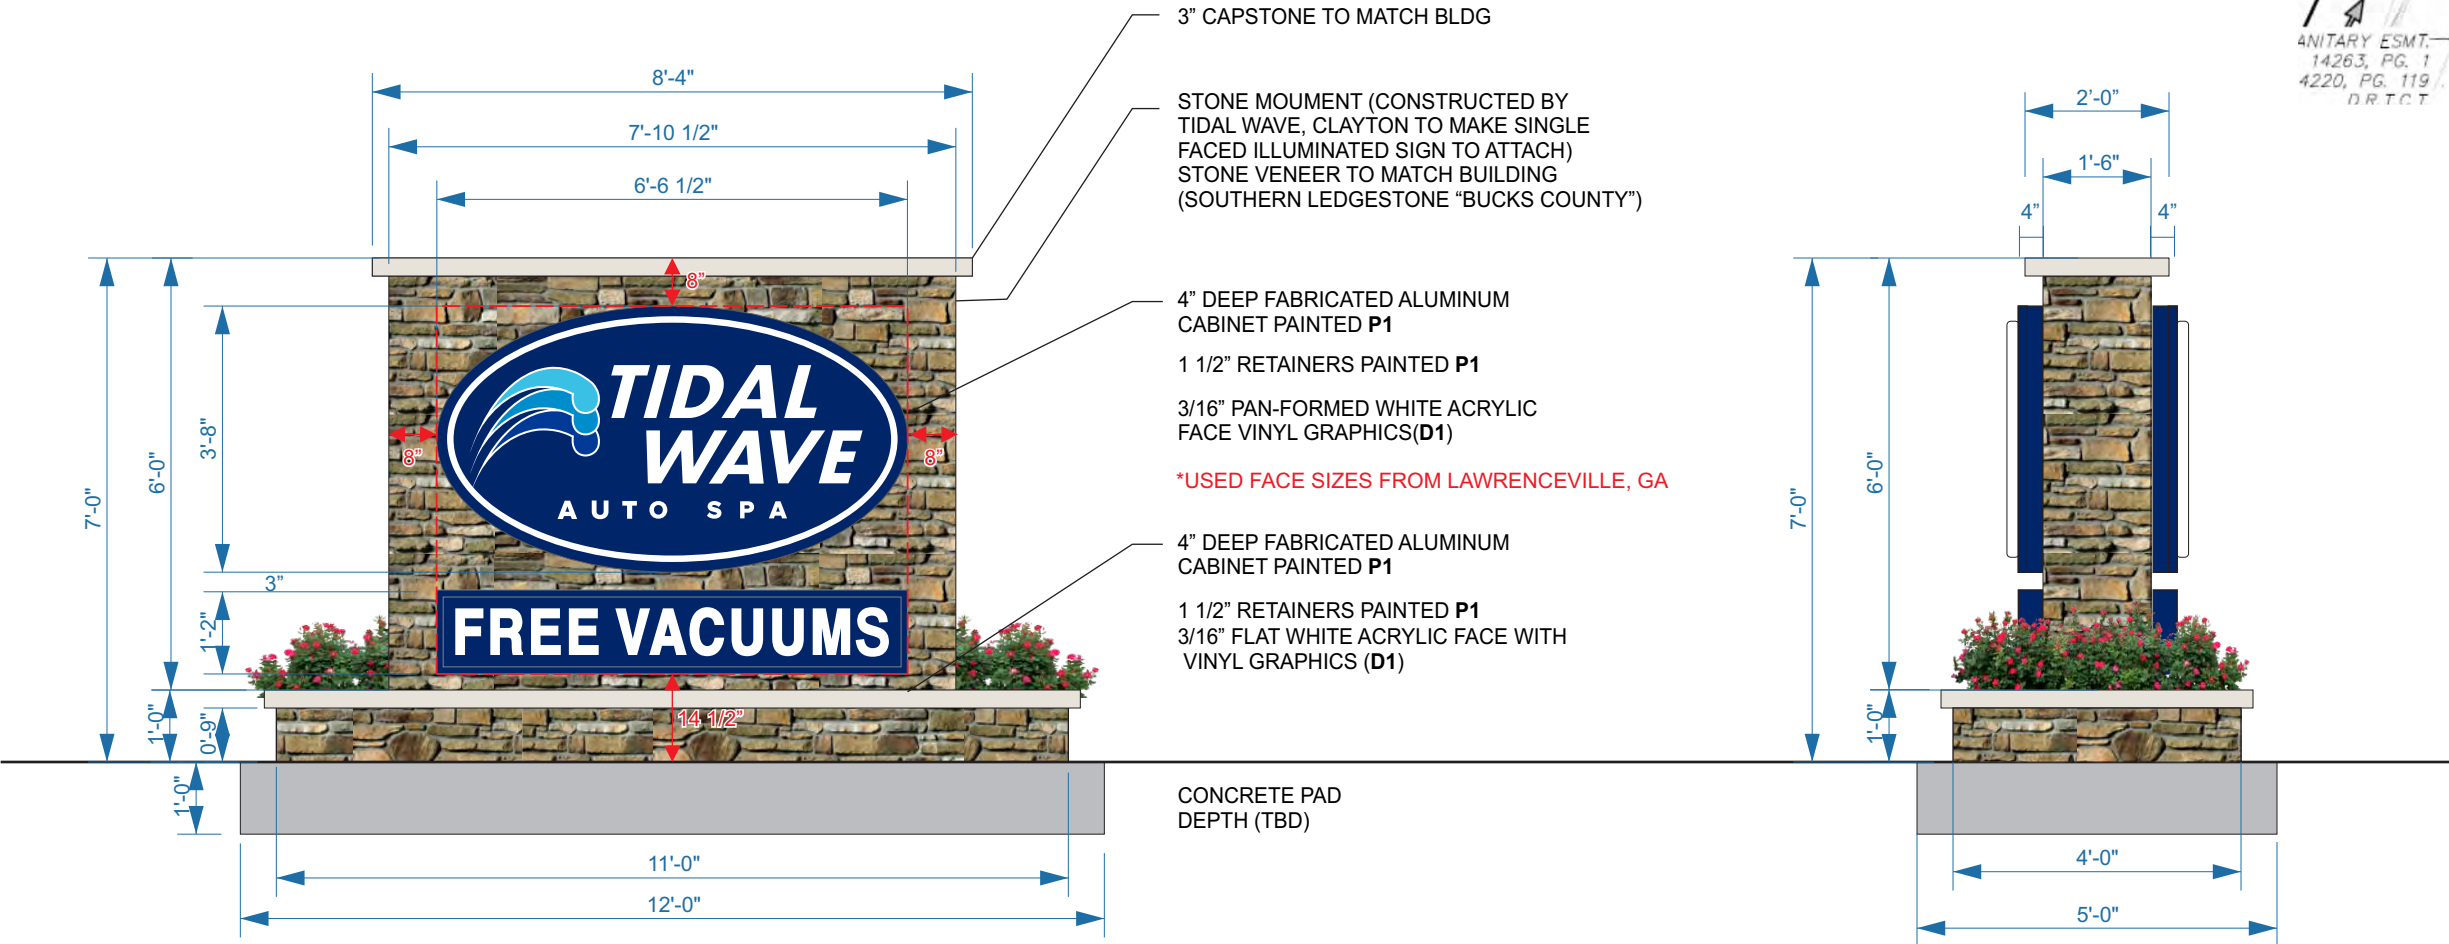 3” CAPSTONE TO MATCH BLDG
ANITARY ESMT.
14263, PG. 1
4220, PG. 119
D.R.T.C.T.
8'-4"
7'-10 1/2"
6'-6 1/2"
STONE MOUMENT (CONSTRUCTED BY
TIDAL WAVE, CLAYTON TO MAKE SINGLE
FACED ILLUMINATED SIGN TO ATTACH)
STONE VENEER TO MATCH BUILDING
(SOUTHERN LEDGESTONE “BUCKS COUNTY”)
2’-0”
1'-6"
4”
4”
8”
4” DEEP FABRICATED ALUMINUM
CABINET PAINTED P1
1 1/2” RETAINERS PAINTED P1
3/16” PAN-FORMED WHITE ACRYLIC
FACE VINYL GRAPHICS(D1)
*USED FACE SIZES FROM LAWRENCEVILLE, GA
7'-0"
6'-0"
3'-8"
8”
TIDAL
WAVE
AUTO SPA
8”
7'-0"
6'-0"
4” DEEP FABRICATED ALUMINUM
CABINET PAINTED P1
1 1/2” RETAINERS PAINTED P1
3/16” FLAT WHITE ACRYLIC FACE WITH
VINYL GRAPHICS (D1)
3”
1'-2"
FREE VACUUMS
1'-0"
0'-9"
14 1/2”
1'-0"
1'-0"
CONCRETE PAD
DEPTH (TBD)
11'-0"
12'-0"
4'-0"
5'-0"